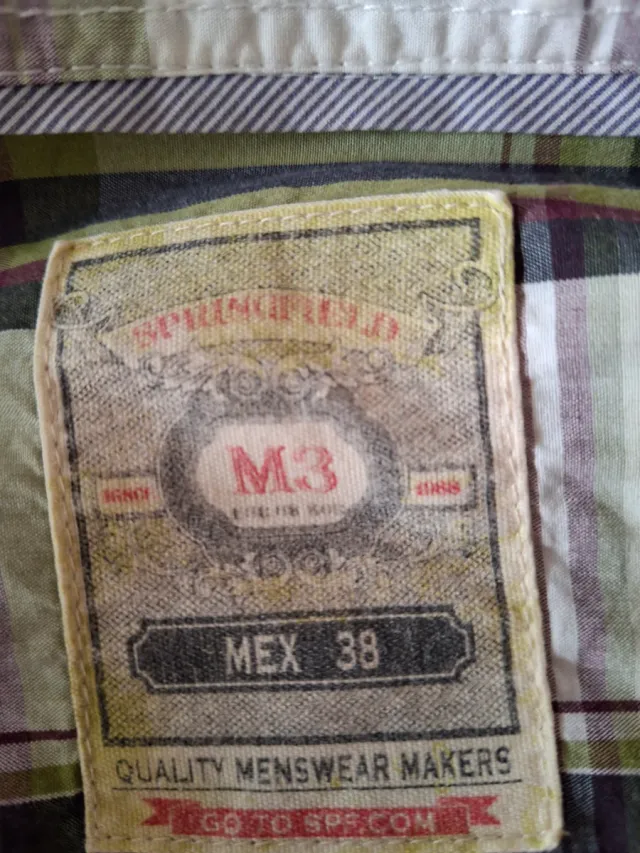 SPRINGFIELD
M3
1988
MEX 38
QUALITY MENSWEAR MAKERS
GO TO SPF.COM